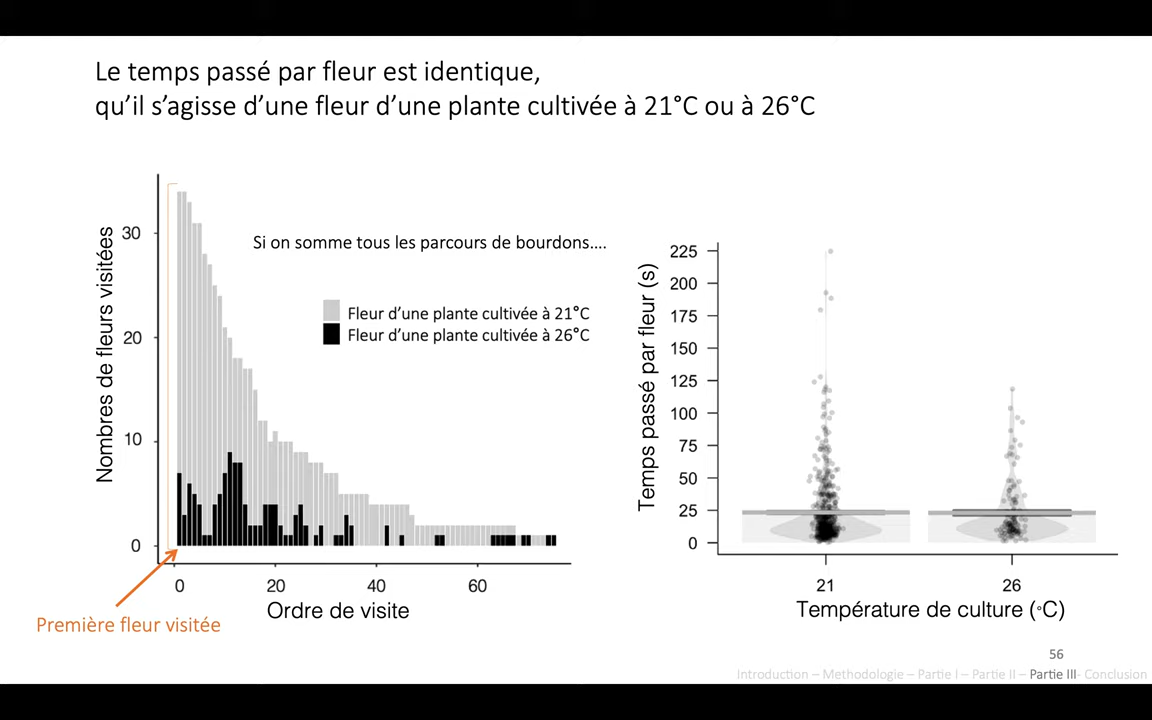 Le temps passé par fleur est identique,
qu’il s’agisse d’une fleur d’une plante cultivée à 21°C ou à 26°C
Nombres de fleurs visitées
30
20
10
0
Si on somme tous les parcours de bourdons....
Fleur d’une plante cultivée à 21°C
Fleur d’une plante cultivée à 26°C
0 20 40 60
Ordre de visite
Première fleur visitée
Temps passé par fleur (s)
225
200
175
150
125
100
75
50
25
0
21 26
Température de culture (°C)
56
Introduction – Methodologie – Partie I – Partie II – Partie III- Conclusion